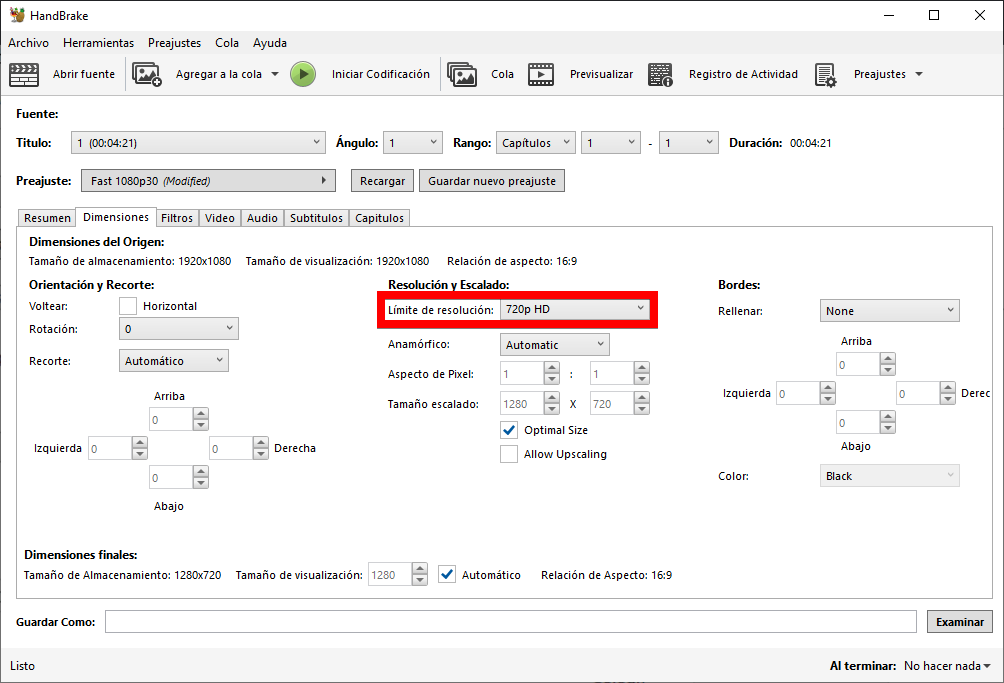 HandBrake
Archivo Herramientas Preajustes Cola Ayuda
Abrir fuente Agregar a la cola Iniciar Codificación Cola Previsualizar Registro de Actividad Preajustes
Fuente:
Titulo: 1 (00:04:21) Ángulo: 1 Rango: Capítulos 1 - 1 Duración: 00:04:21
Preajuste: Fast 1080p30 (Modified) Recargar Guardar nuevo preajuste
Resumen Dimensiones Filtros Video Audio Subtitulos Capitulos
Dimensiones del Origen:
Tamaño de almacenamiento: 1920x1080 Tamaño de visualización: 1920x1080 Relación de aspecto: 16:9
Orientación y Recorte: Resolución y Escalado: Bordes:
Voltear: Horizontal Límite de resolución: 720p HD Rellenar: None
Rotación: 0
Anamórfico: Automatic Arriba
Recorte: Automático 0
Aspecto de Pixel: 1 : 1
Izquierda 0 0 Derec
Arriba Tamaño escalado: 1280 X 720
0 Optimal Size 0
Izquierda 0 0 Derecha Allow Upscaling Abajo
0 Color: Black
Abajo
Dimensiones finales:
Tamaño de Almacenamiento: 1280x720 Tamaño de visualización: 1280 Automático Relación de Aspecto: 16:9
Guardar Como: Examinar
Listo Al terminar: No hacer nada